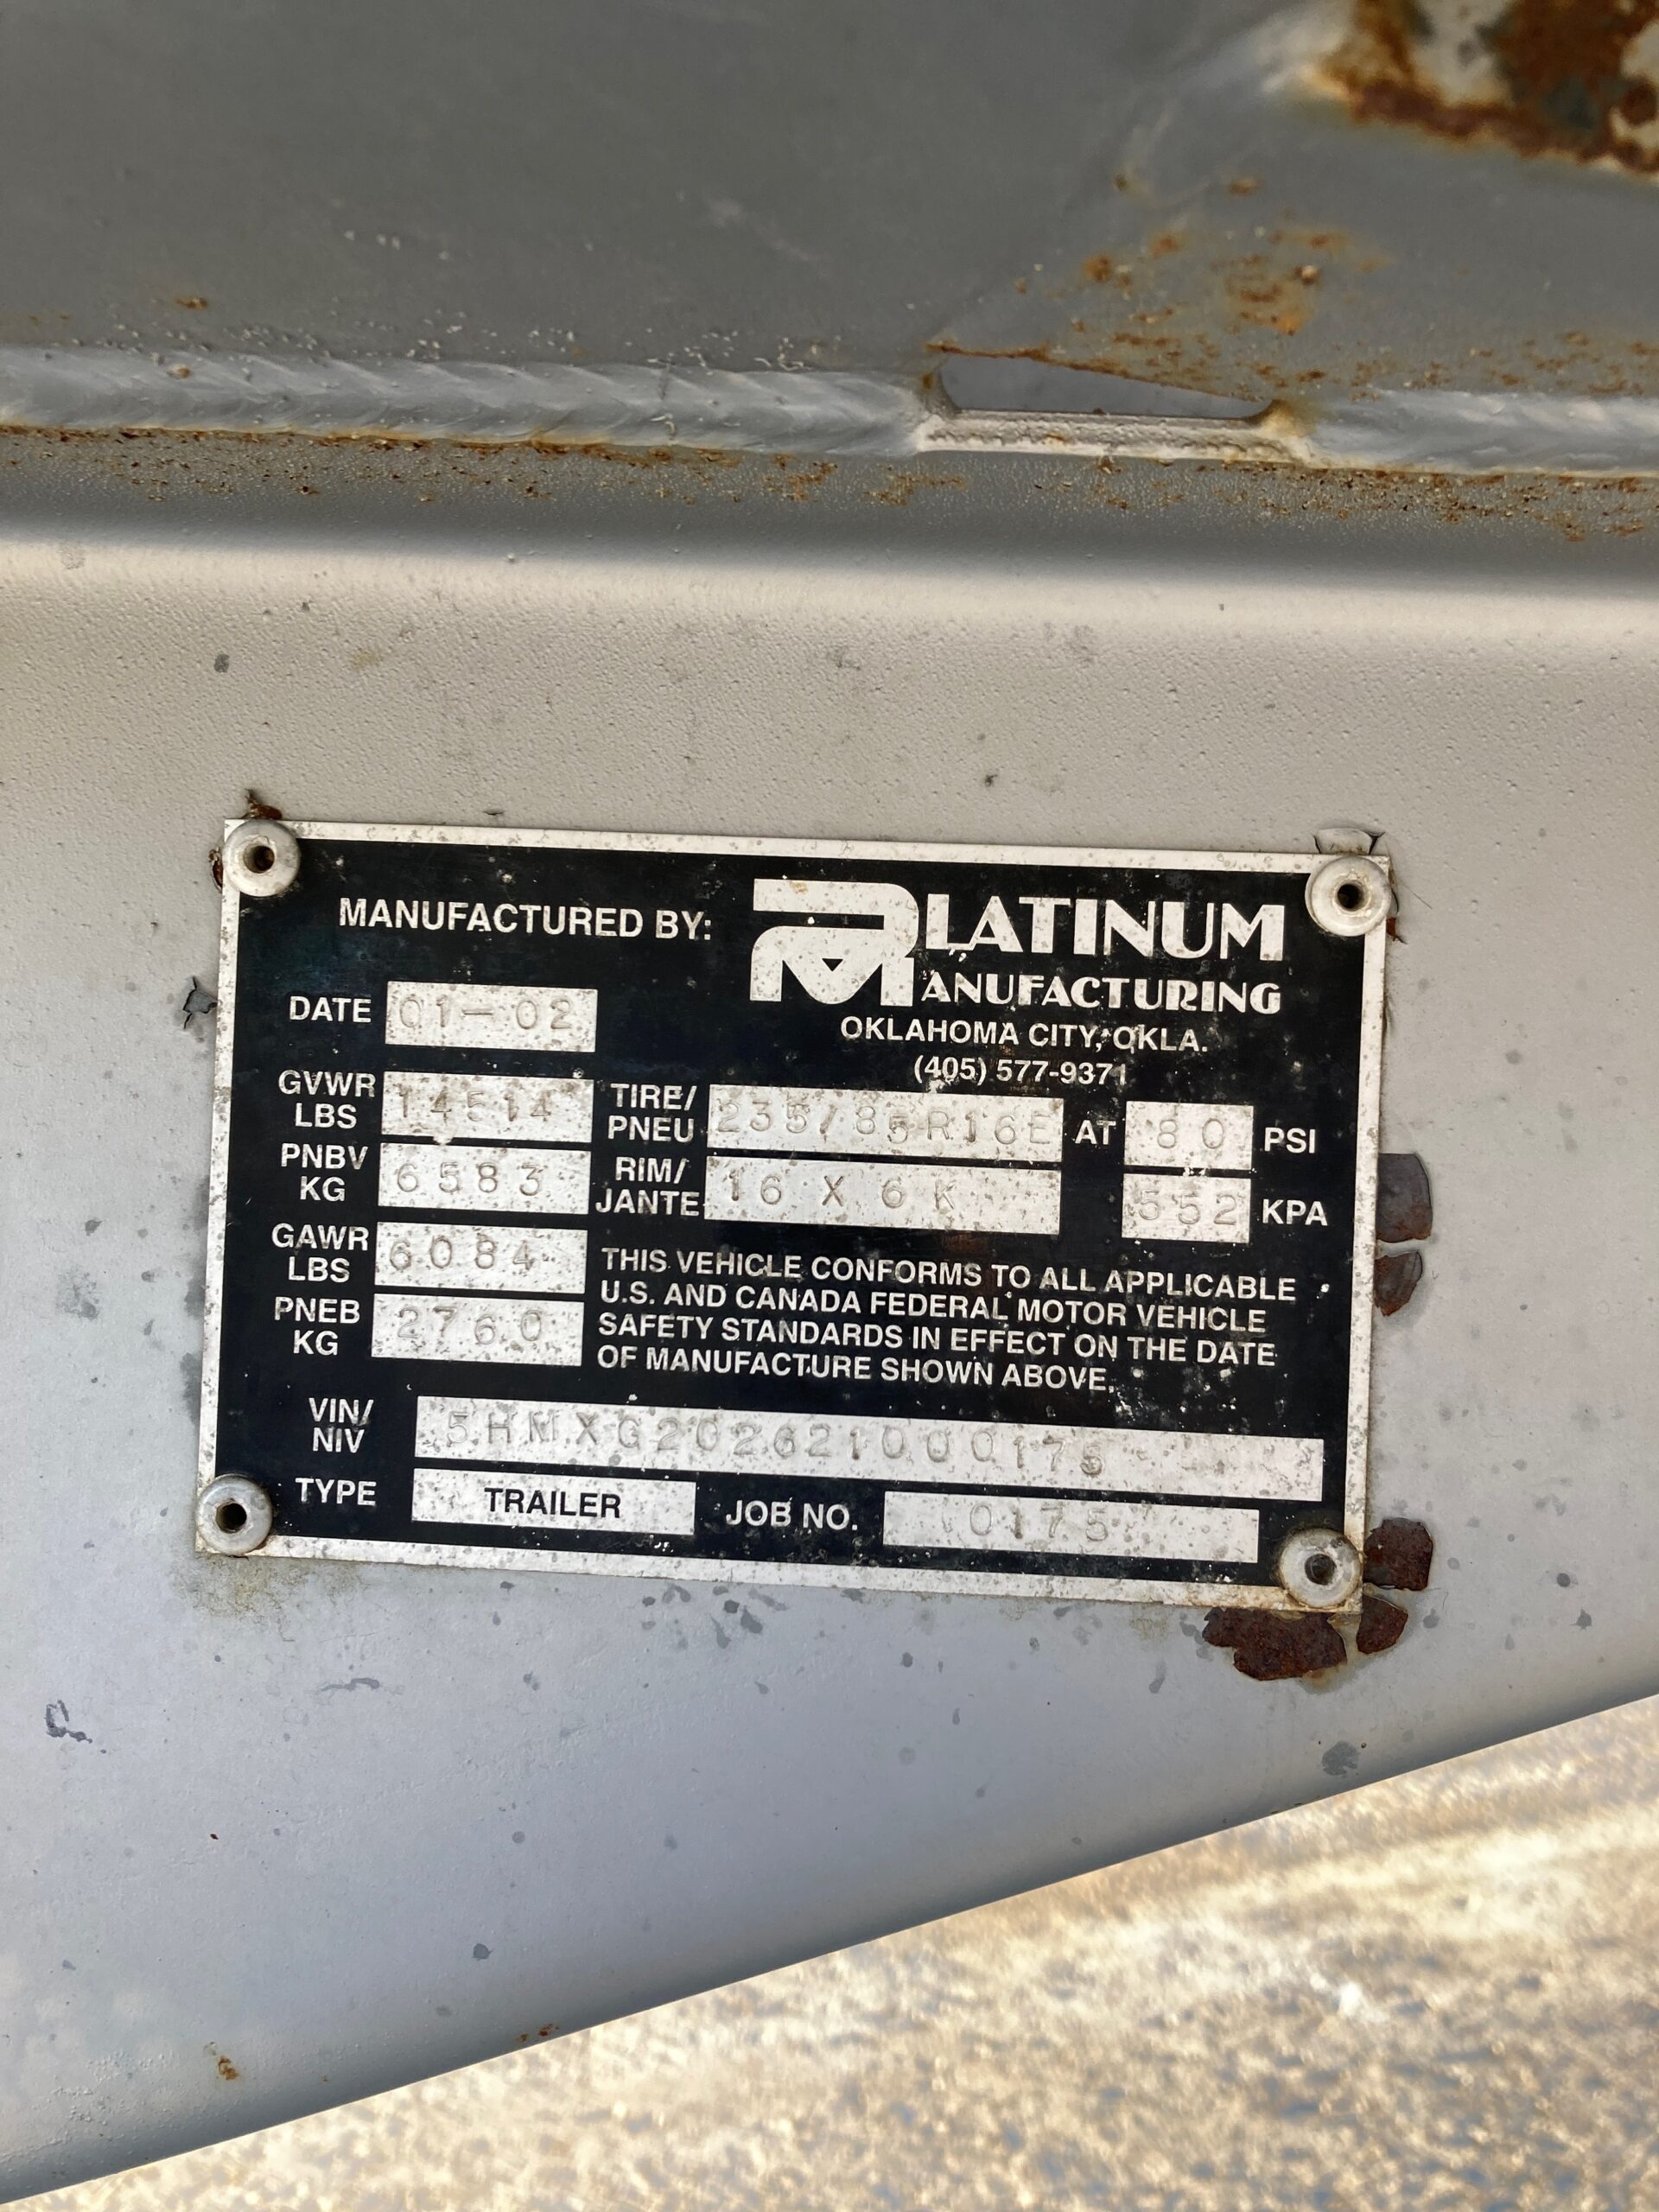 MANUFACTURED BY: PLATINUM
MANUFACTURING
OKLAHOMA CITY, OKLA.
(405) 577-9371
DATE 01-02
GVWR LBS 14514 TIRE/PNEU 235/85R16E AT 80 PSI
PNBV KG 6583 RIM/JANTE 16 X 6 K 552 KPA
GAWR LBS 6084
PNEB KG 2760
THIS VEHICLE CONFORMS TO ALL APPLICABLE
U.S. AND CANADA FEDERAL MOTOR VEHICLE
SAFETY STANDARDS IN EFFECT ON THE DATE
OF MANUFACTURE SHOWN ABOVE.
VIN/NIV 5HMXG202621000175
TYPE TRAILER JOB NO. 0175